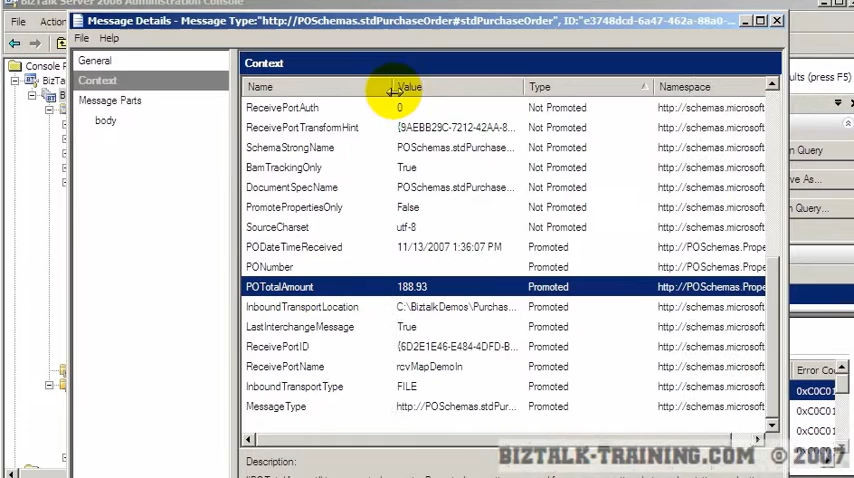 BizTalk Server 2006 Administration Console
Message Details - Message Type:"http://POSchemas.stdPurchaseOrder#stdPurchaseOrder", ID:"e3748dcd-6a47-462a-88a0-...
File
File Help
General
Context
Message Parts
body
Console
BizTa
Context
Name Value Type Namespace
ReceivePortAuth 0 Not Promoted http://schemas.microsoft
ReceivePortTransformHint {9AEBB29C-7212-42AA-8... Not Promoted http://schemas.microsoft
SchemaStrongName POSchemas.stdPurchase... Not Promoted http://schemas.microsoft
BamTrackingOnly True Not Promoted http://schemas.microsoft
DocumentSpecName POSchemas.stdPurchase... Not Promoted http://schemas.microsoft
PromotePropertiesOnly False Not Promoted http://schemas.microsoft
SourceCharset utf-8 Not Promoted http://schemas.microsoft
PODateTimeReceived 11/13/2007 1:36:07 PM Promoted http://POSchemas.Prope
PONumber Promoted http://POSchemas.Prope
POTotalAmount 188.93 Promoted http://POSchemas.Prope
InboundTransportLocation C:\BiztalkDemos\Purchas... Promoted http://schemas.microsoft
LastInterchangeMessage True Promoted http://schemas.microsoft
ReceivePortID {6D2E1E46-E484-4DFD-B... Promoted http://schemas.microsoft
ReceivePortName rcvMapDemoIn Promoted http://schemas.microsoft
InboundTransportType FILE Promoted http://schemas.microsoft
MessageType http://POSchemas.stdPur... Promoted http://schemas.microsoft
Description:
ults (press F5)
n Query
ve As...
n Query...
Error Co
0xC0C01
0xC0C01
0xC0C01
0xC0C01
BIZTALK-TRAINING.COM © 2007